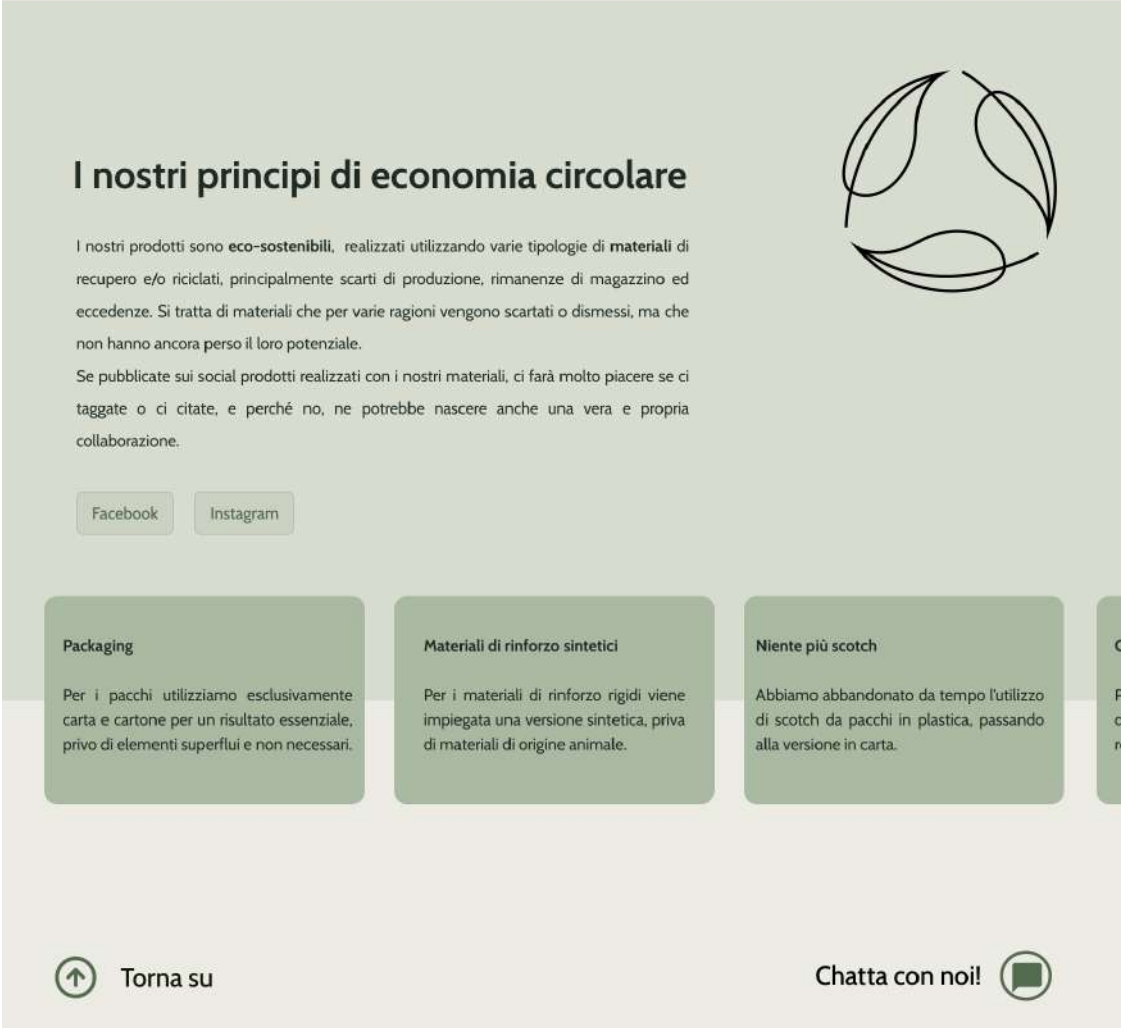 I nostri principi di economia circolare
I nostri prodotti sono eco-sostenibili, realizzati utilizzando varie tipologie di materiali di
recupero e/o riciclati, principalmente scarti di produzione, rimanenze di magazzino ed
eccedenze. Si tratta di materiali che per varie ragioni vengono scartati o dismessi, ma che
non hanno ancora perso il loro potenziale.
Se pubblicate sui social prodotti realizzati con i nostri materiali, ci farà molto piacere se ci
taggate o ci citate, e perché no, ne potrebbe nascere anche una vera e propria
collaborazione.
Facebook
Instagram
Packaging
Per i pacchi utilizziamo esclusivamente
carta e cartone per un risultato essenziale,
privo di elementi superflui e non necessari.
Materiali di rinforzo sintetici
Per i materiali di rinforzo rigidi viene
impiegata una versione sintetica, priva
di materiali di origine animale.
Niente più scotch
Abbiamo abbandonato da tempo l'utilizzo
di scotch da pacchi in plastica, passando
alla versione in carta.
Torna su
Chatta con noi!